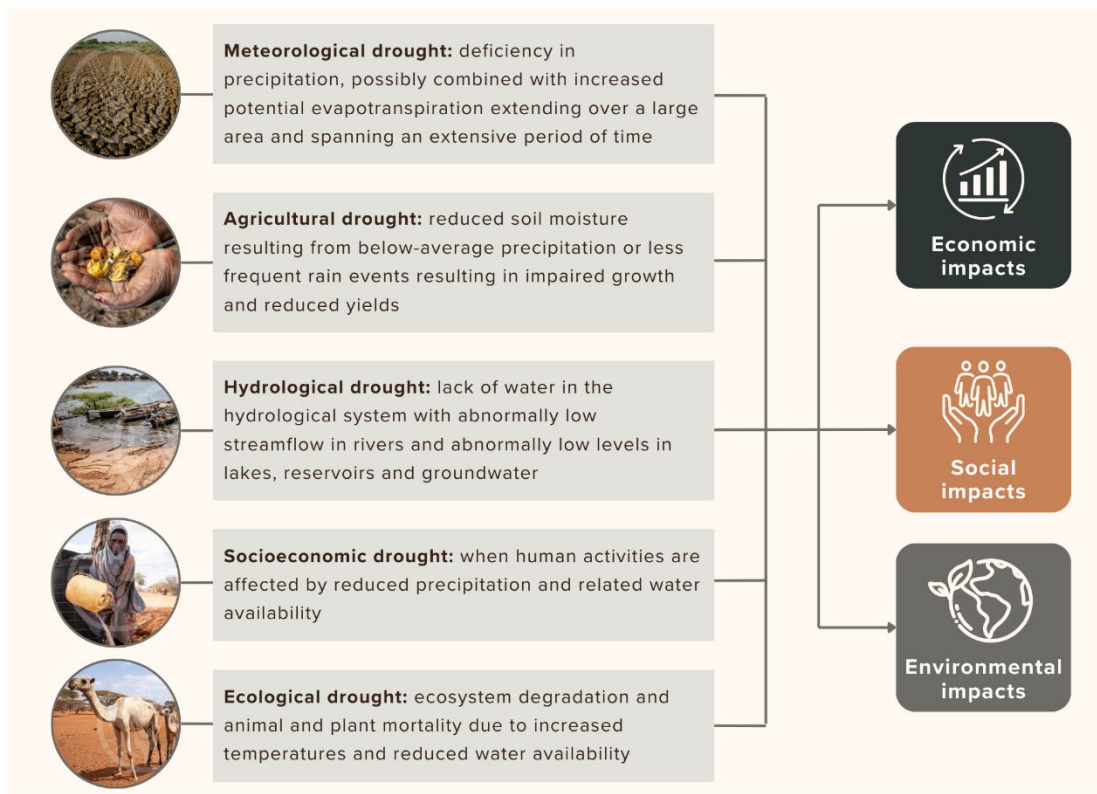 Meteorological drought: deficiency in
precipitation, possibly combined with increased
potential evapotranspiration extending over a large
area and spanning an extensive period of time
Agricultural drought: reduced soil moisture
resulting from below-average precipitation or less
frequent rain events resulting in impaired growth
and reduced yields
Hydrological drought: lack of water in the
hydrological system with abnormally low
streamflow in rivers and abnormally low levels in
lakes, reservoirs and groundwater
Socioeconomic drought: when human activities are
affected by reduced precipitation and related water
availability
Ecological drought: ecosystem degradation and
animal and plant mortality due to increased
temperatures and reduced water availability
Economic
impacts
Social
impacts
Environmental
impacts